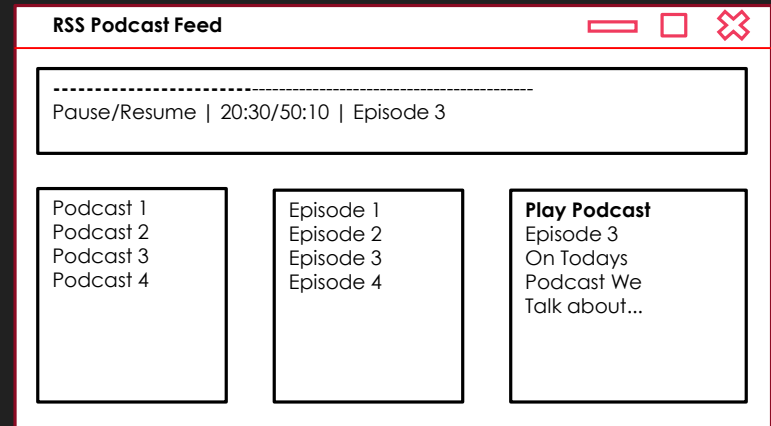 RSS Podcast Feed
------------------------------------------------------------------
Pause/Resume | 20:30/50:10 | Episode 3
Podcast 1
Podcast 2
Podcast 3
Podcast 4
Episode 1
Episode 2
Episode 3
Episode 4
Play Podcast
Episode 3
On Todays
Podcast We
Talk about...